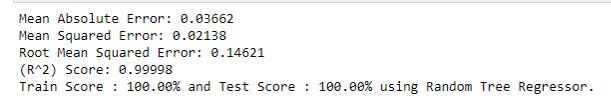 Mean Absolute Error: 0.03662
Mean Squared Error: 0.02138
Root Mean Squared Error: 0.14621
(R^2) Score: 0.99998
Train Score : 100.00% and Test Score : 100.00% using Random Tree Regressor.